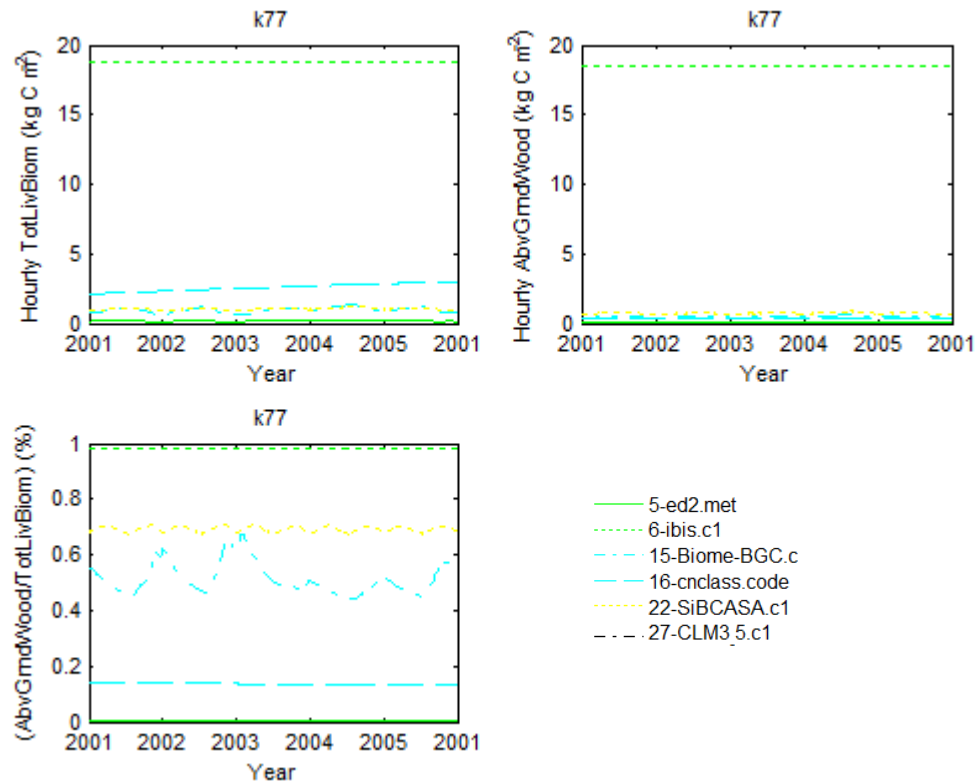 k77
Hourly TotLivBiom (kg C m²)
20
15
10
5
0
2001 2002 2003 2004 2005 2001
Year
k77
Hourly AbvGrndWood (kg C m²)
20
15
10
5
0
2001 2002 2003 2004 2005 2001
Year
k77
(AbvGrndWood/TotLivBiom) (%)
1
0.8
0.6
0.4
0.2
0
2001 2002 2003 2004 2005 2001
Year
5-ed2.met
6-ibis.c1
15-Biome-BGC.c
16-cnclass.code
22-SiBCASA.c1
27-CLM3_5.c1